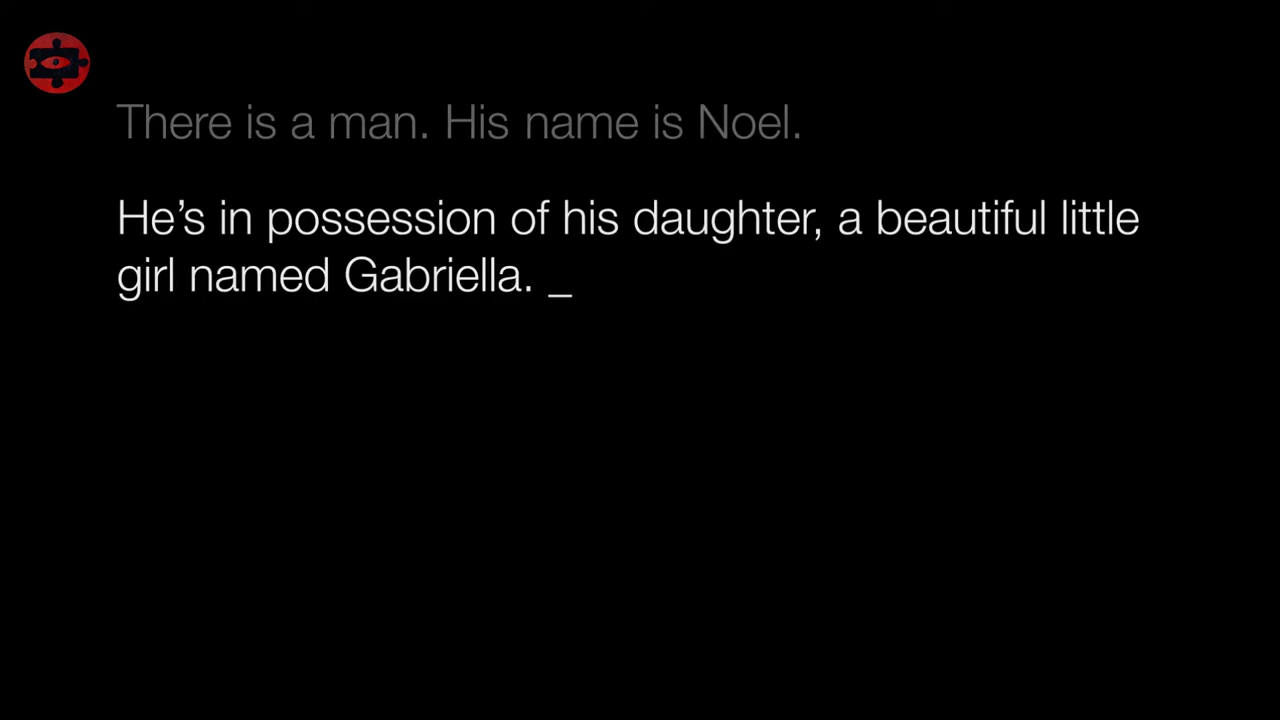 There is a man. His name is Noel.
He’s in possession of his daughter, a beautiful little
girl named Gabriella. _